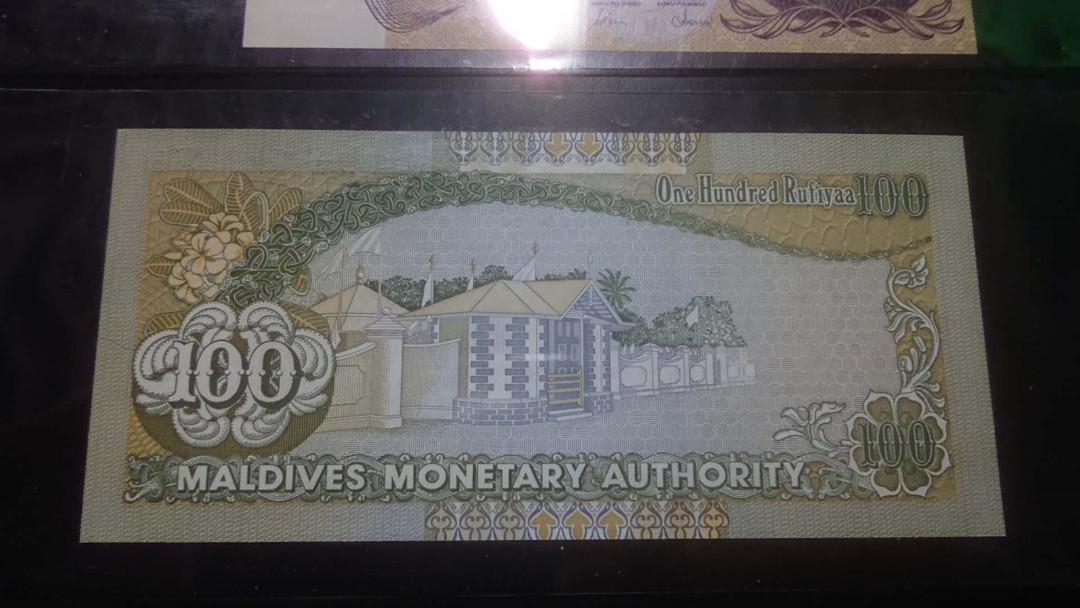 One Hundred Rufiyaa 100
100
100
MALDIVES MONETARY AUTHORITY